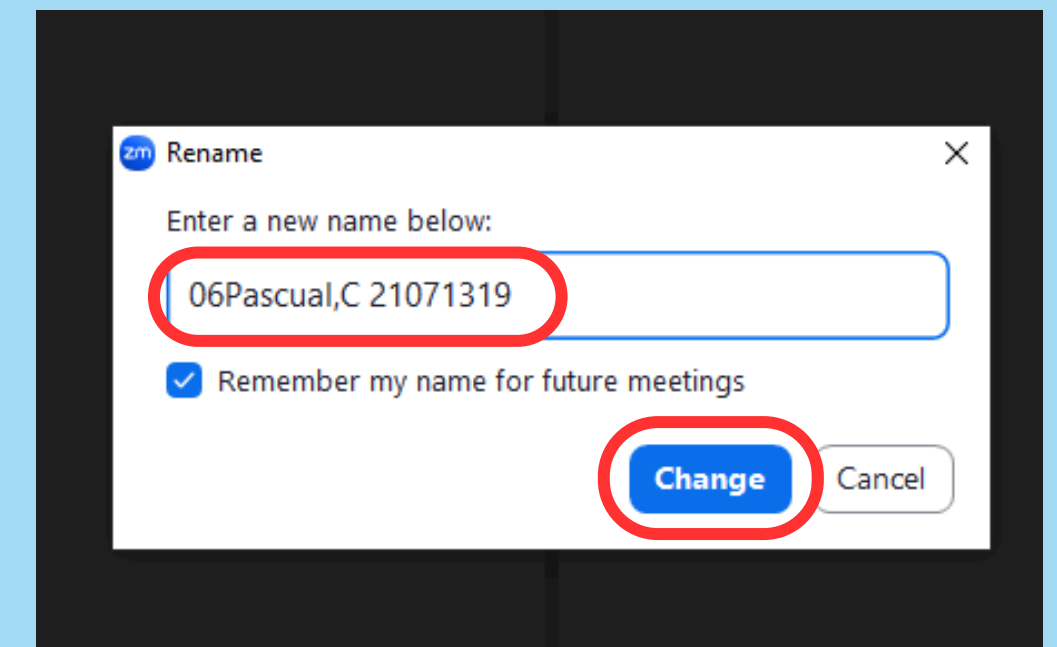 zm Rename
Enter a new name below:
06Pascual,C 21071319
Remember my name for future meetings
Change Cancel